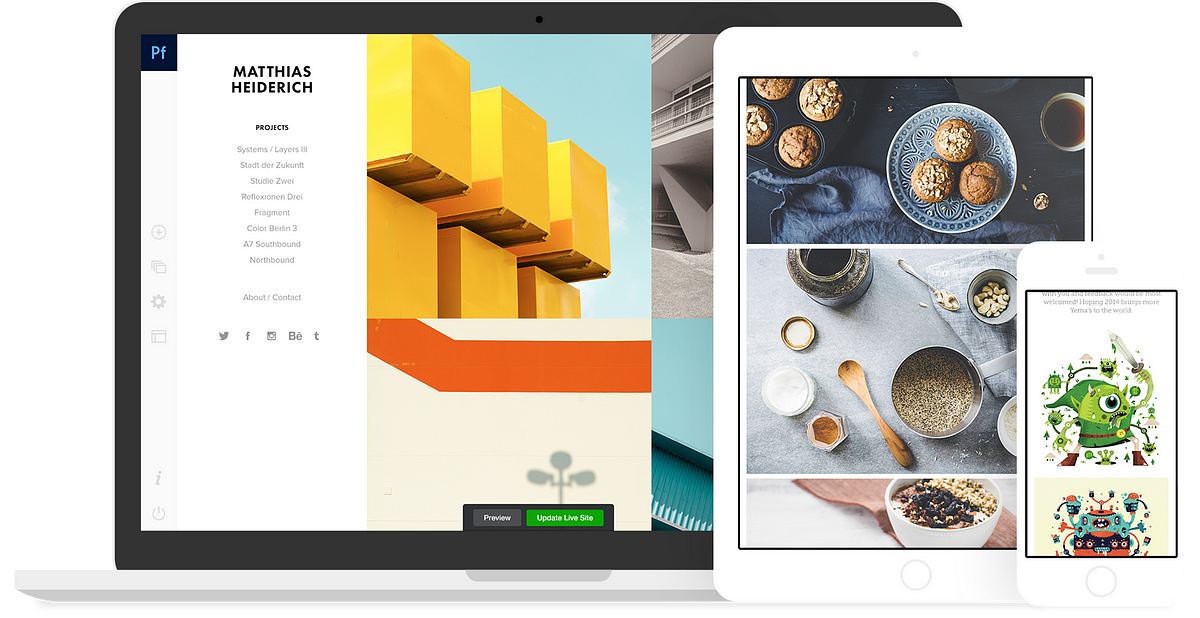 Pf
MATTHIAS
HEIDERICH
PROJECTS
Systems / Layers III
Stadt der Zukunft
Studie Zwei
Reflexionen Drei
Fragment
Color Berlin 3
A7 Southbound
Northbound
About / Contact
Bē
Preview
Update Live Site
with you and feedback would be most
welcomed! Hoping 2014 brings more
Yema's to the world